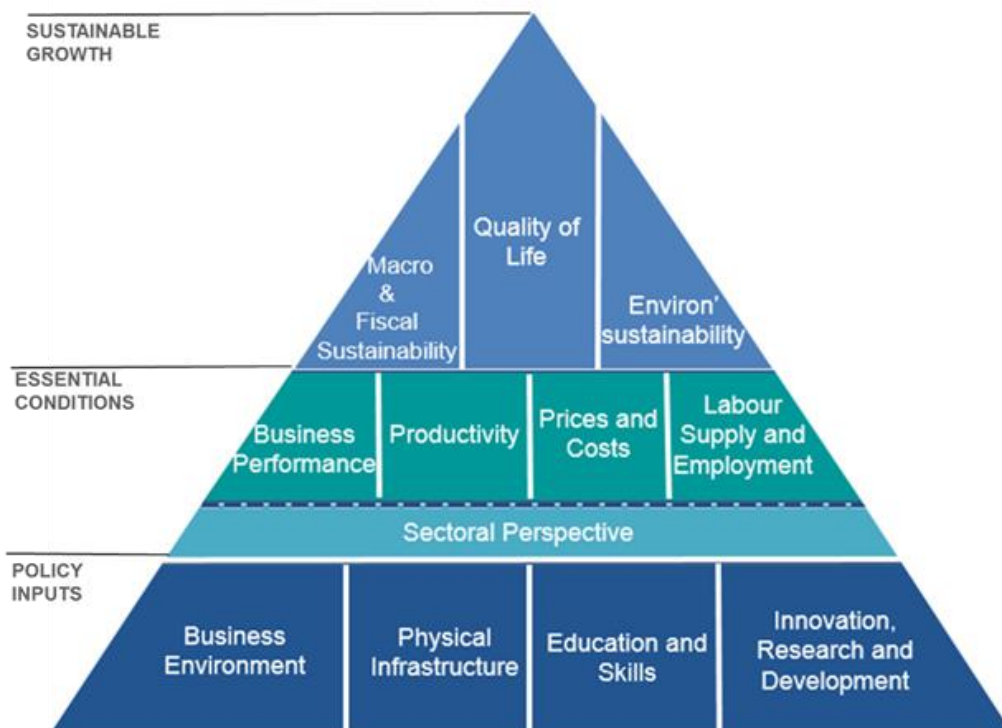 SUSTAINABLE
GROWTH
Quality of
Life
Macro
&
Fiscal
Sustainability
Environ'
sustainability
ESSENTIAL
CONDITIONS
Business
Performance
Productivity
Prices and
Costs
Labour
Supply and
Employment
Sectoral Perspective
POLICY
INPUTS
Business
Environment
Physical
Infrastructure
Education and
Skills
Innovation,
Research and
Development